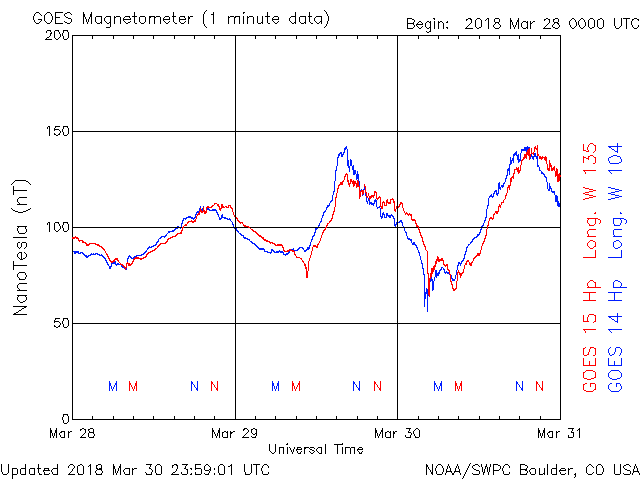 GOES Magnetometer (1 minute data)
Begin: 2018 Mar 28 0000 UTC
200
150
100
50
0
NanoTesla (nT)
M M N N M M N N M M N N
Mar 28 Mar 29 Mar 30 Mar 31
Universal Time
GOES 15 Hp Long. W 135
GOES 14 Hp Long. W 104
Updated 2018 Mar 30 23:59:01 UTC
NOAA/SWPC Boulder, CO USA